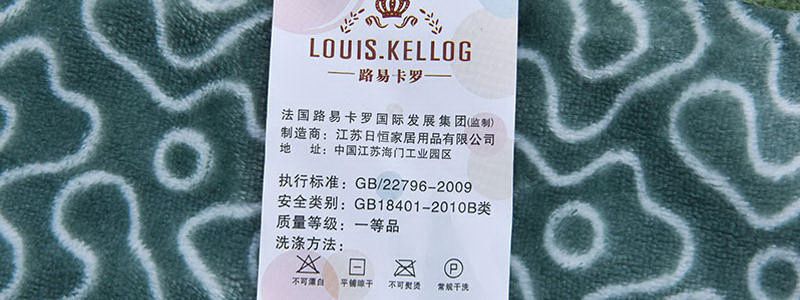 LOUIS.KELLOG
路易卡罗
法国路易卡罗国际发展集团(监制)
制造商：江苏日恒家居用品有限公司
地 址：中国江苏海门工业园区
执行标准：GB/22796-2009
安全类别：GB18401-2010B类
质量等级：一等品
洗涤方法：
不可漂白 平铺晾干 不可熨烫 常规干洗